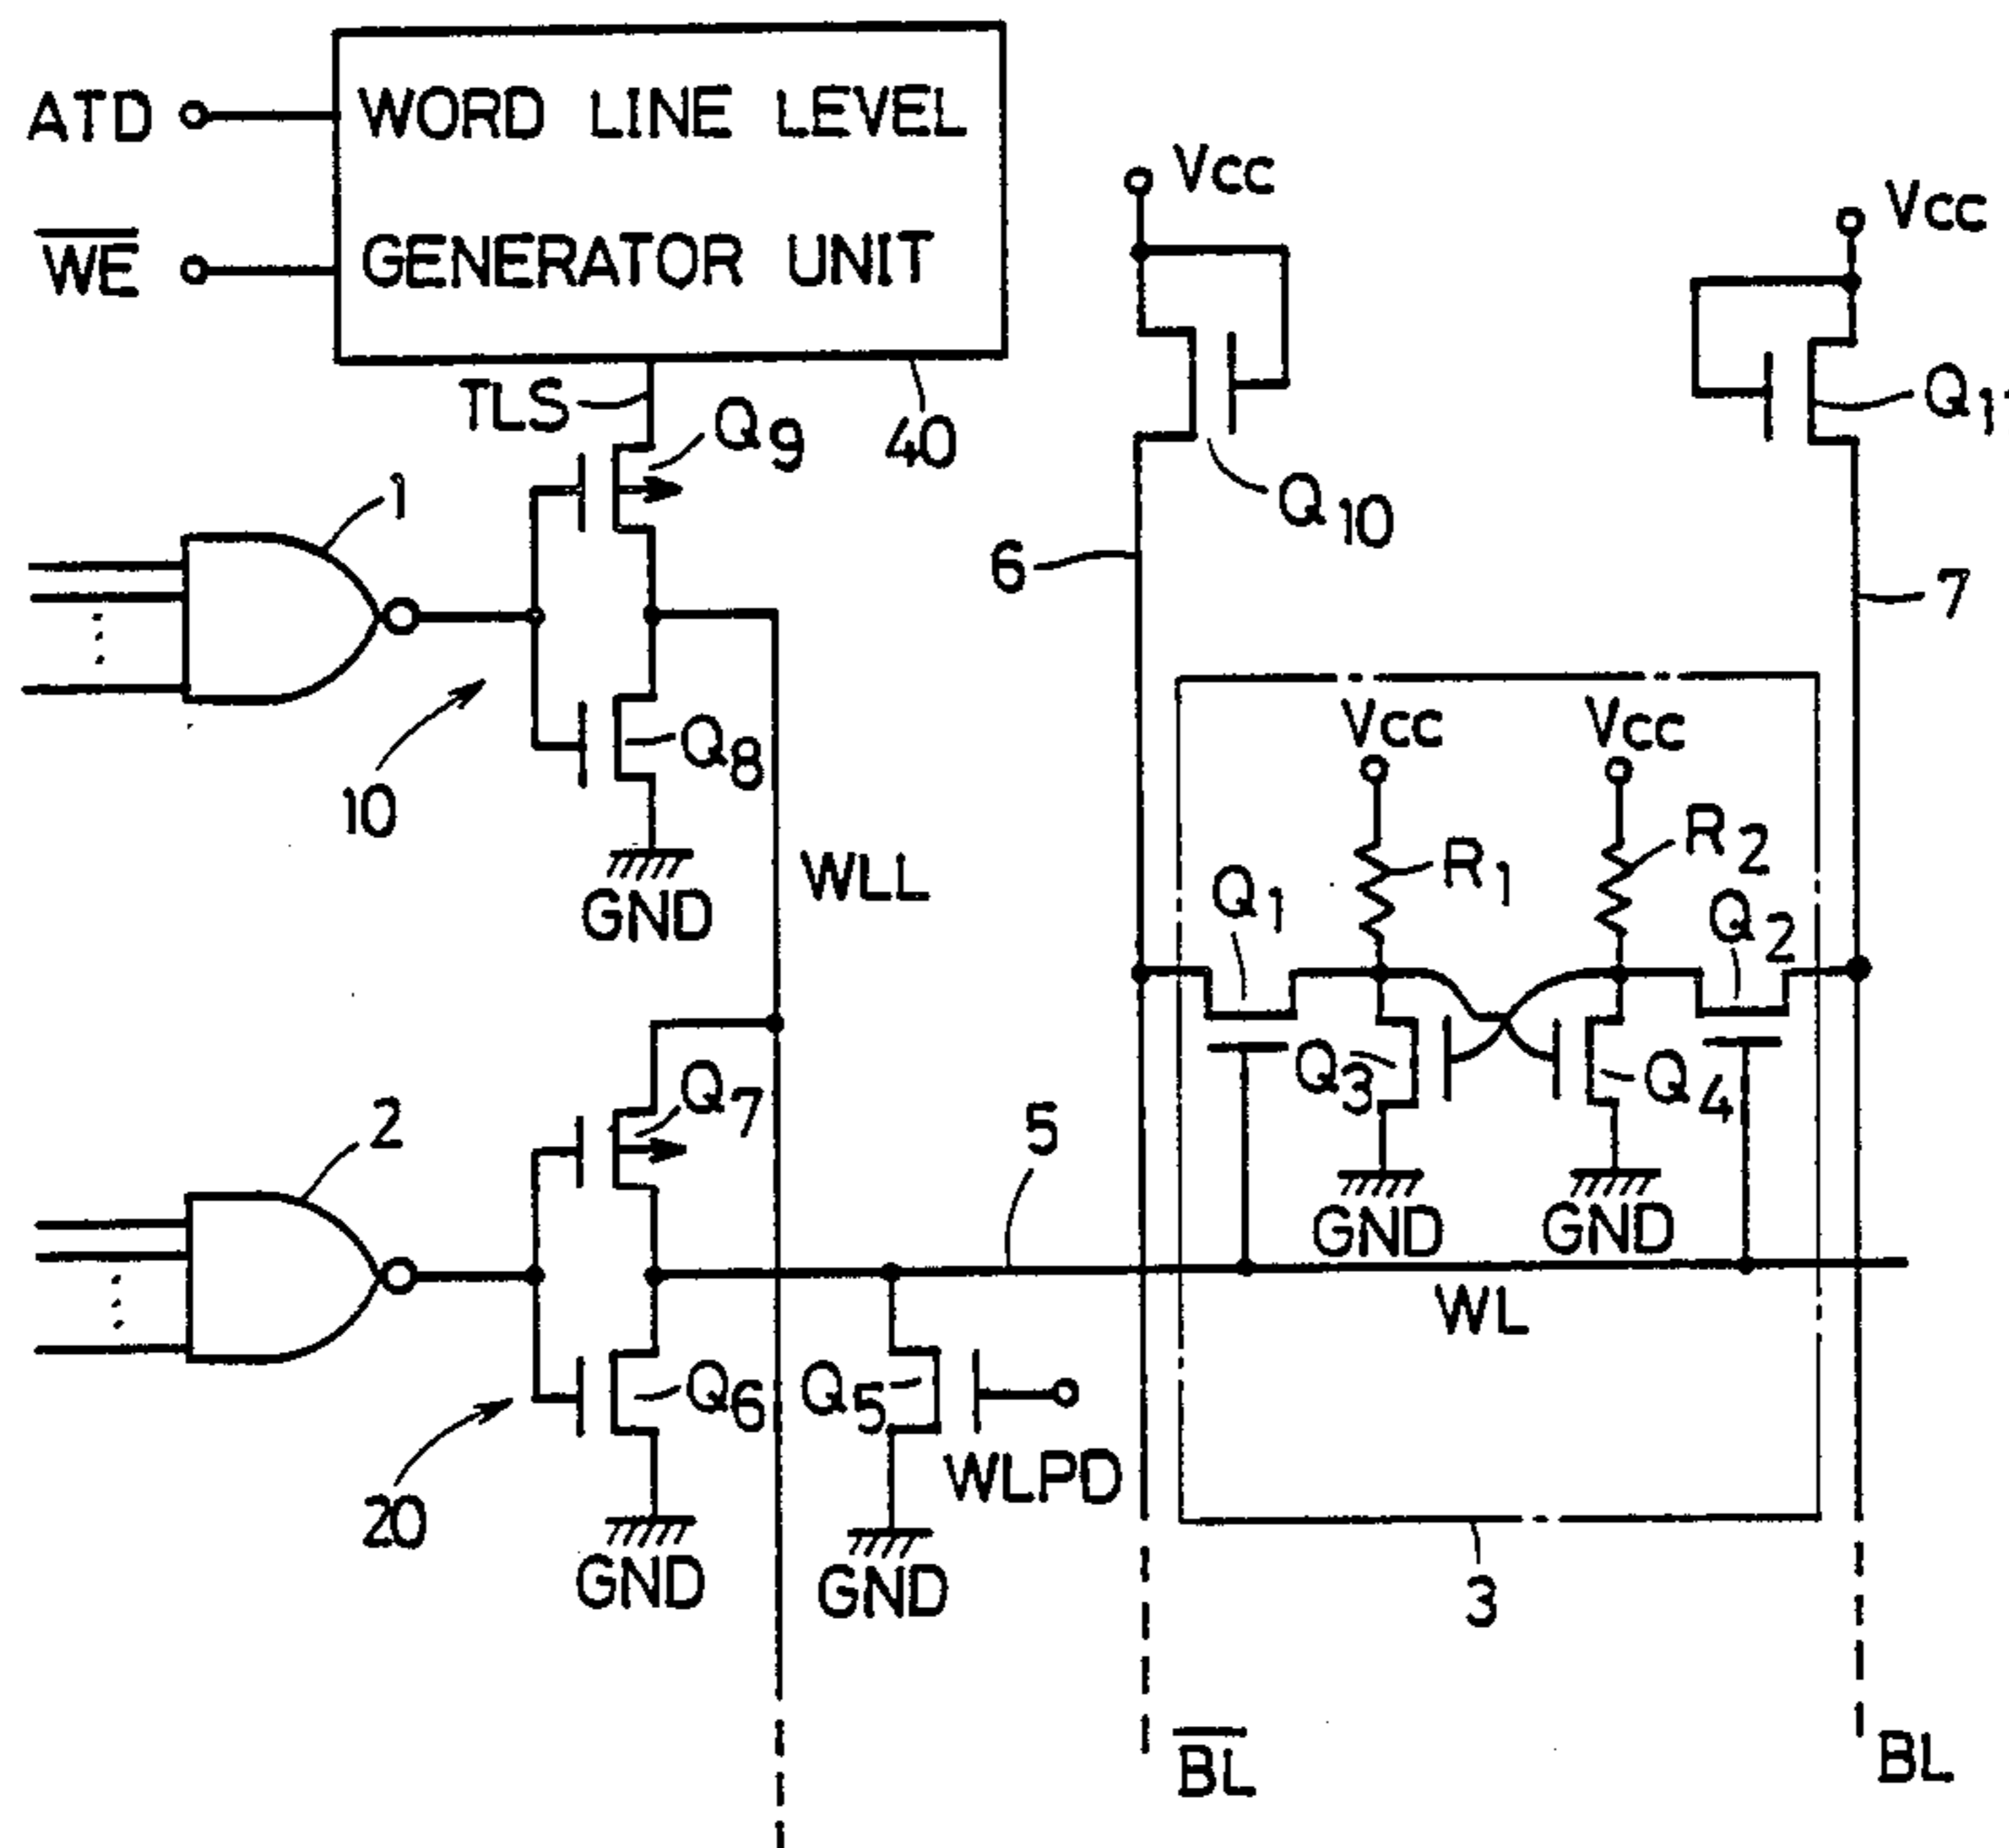 ATD
WORD LINE LEVEL
W̅E̅
GENERATOR UNIT
Vcc
Vcc
TLS
Q9
40
Q10
Q1
1
6
7
10
Q8
GND
WLL
Vcc
Vcc
R1
R2
Q1
Q2
Q3
Q4
GND
GND
2
Q7
5
WL
20
Q6
Q5
WLPD
GND
GND
3
B̅L̅
BL